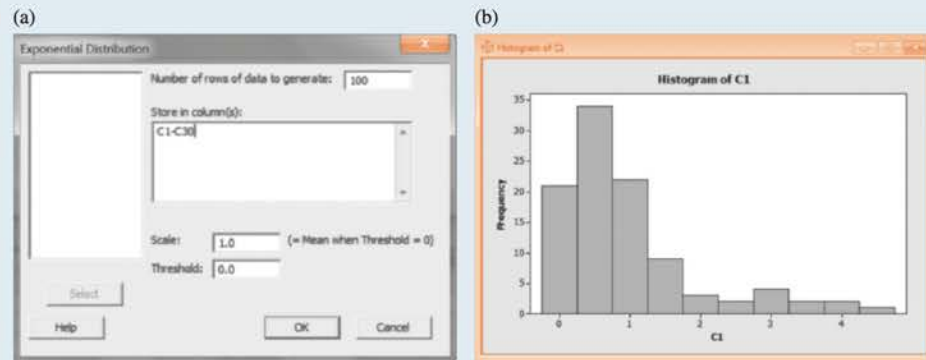 (a)
Exponential Distribution
Number of rows of data to generate: 100
Store in column(s):
C1-C30
Scale: 1.0 (= Mean when Threshold = 0)
Threshold: 0.0
Select
Help
OK
Cancel
(b)
Histogram of C1
Histogram of C1
35
30
25
20
15
10
5
0
Frequency
0 1 2 3 4
C1